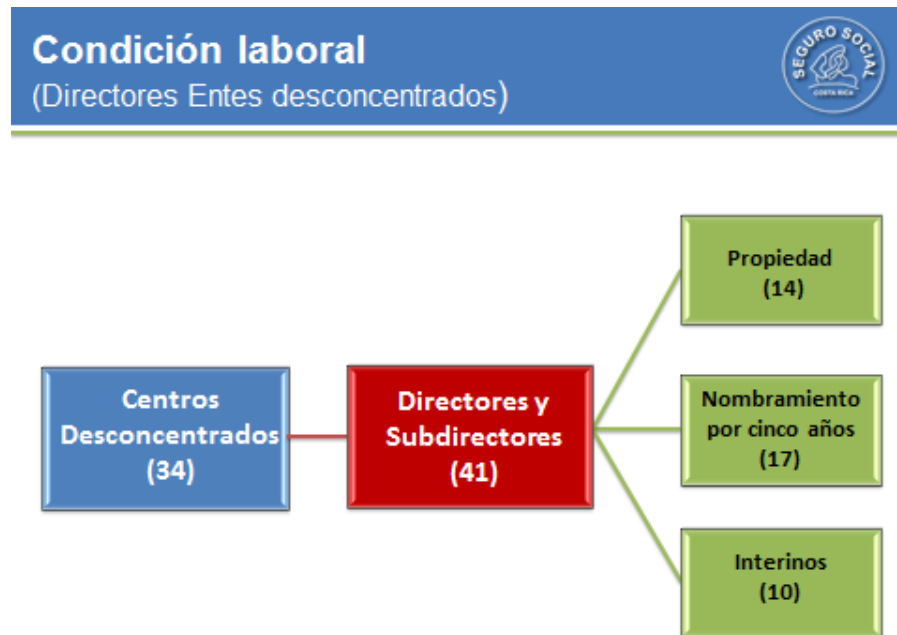 Condición laboral
(Directores Entes desconcentrados)
SEGURO SOCIAL
COSTA RICA
Centros
Desconcentrados
(34)
Directores y
Subdirectores
(41)
Propiedad
(14)
Nombramiento
por cinco años
(17)
Interinos
(10)